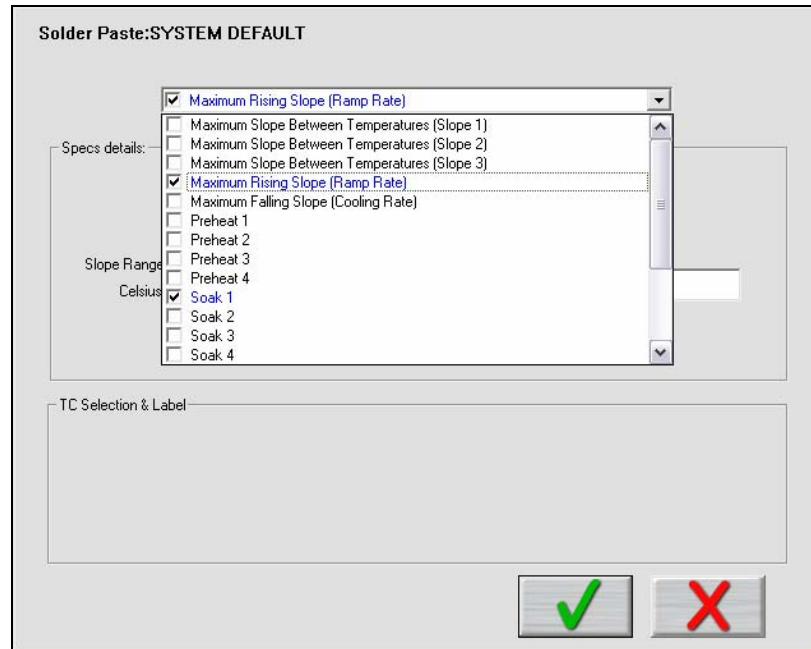 Solder Paste:SYSTEM DEFAULT
Maximum Rising Slope (Ramp Rate)
Maximum Slope Between Temperatures (Slope 1)
Specs details:
Maximum Slope Between Temperatures (Slope 2)
Maximum Slope Between Temperatures (Slope 3)
Maximum Rising Slope (Ramp Rate)
Maximum Falling Slope (Cooling Rate)
Preheat 1
Preheat 2
Preheat 3
Slope Range
Preheat 4
Celsius
Soak 1
Soak 2
Soak 3
Soak 4
TC Selection & Label